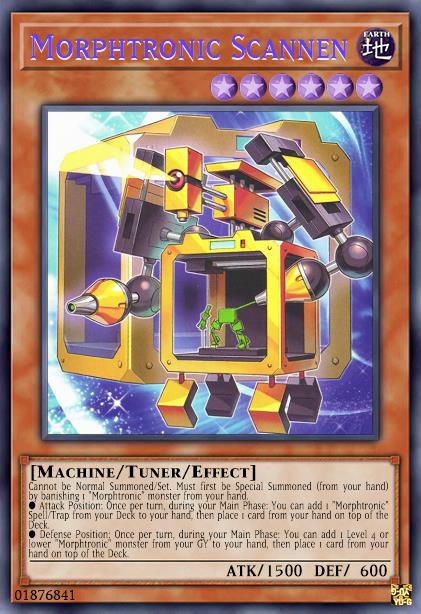 MORPHTRONIC SCANNEN
EARTH
地
[MACHINE/TUNER/EFFECT]
Cannot be Normal Summoned/Set. Must first be Special Summoned (from your hand)
by banishing 1 "Morphtronic" monster from your hand.
● Attack Position: Once per turn, during your Main Phase: You can add 1 "Morphtronic"
Spell/Trap from your Deck to your hand, then place 1 card from your hand on top of the
Deck.
● Defense Position: Once per turn, during your Main Phase: You can add 1 Level 4 or
lower "Morphtronic" monster from your GY to your hand, then place 1 card from your
hand on top of the Deck.
ATK/1500 DEF/ 600
01876841